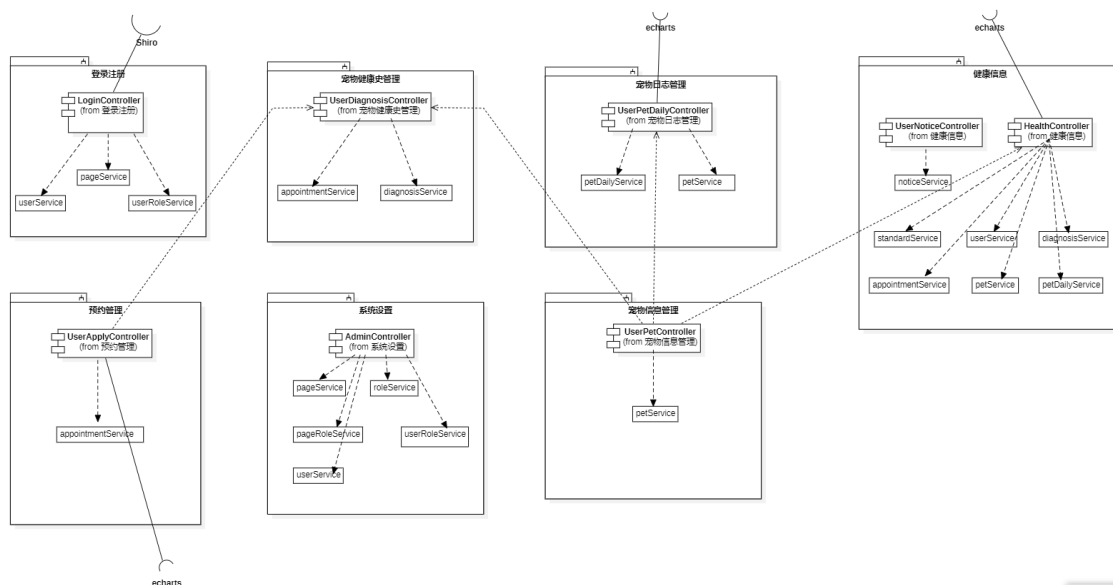 Shiro
echarts
echarts
登录注册
LoginController
(from 登录注册)
pageService
userService
userRoleService
宠物健康史管理
UserDiagnosisController
(from 宠物健康史管理)
appointmentService
diagnosisService
宠物日志管理
UserPetDailyController
(from 宠物日志管理)
petDailyService
petService
健康信息
UserNoticeController
(from 健康信息)
HealthController
(from 健康信息)
noticeService
standardService
userService
diagnosisService
appointmentService
petService
petDailyService
预约管理
UserApplyController
(from 预约管理)
appointmentService
系统设置
AdminController
(from 系统设置)
pageService
roleService
pageRoleService
userRoleService
userService
宠物信息管理
UserPetController
(from 宠物信息管理)
petService
echarts